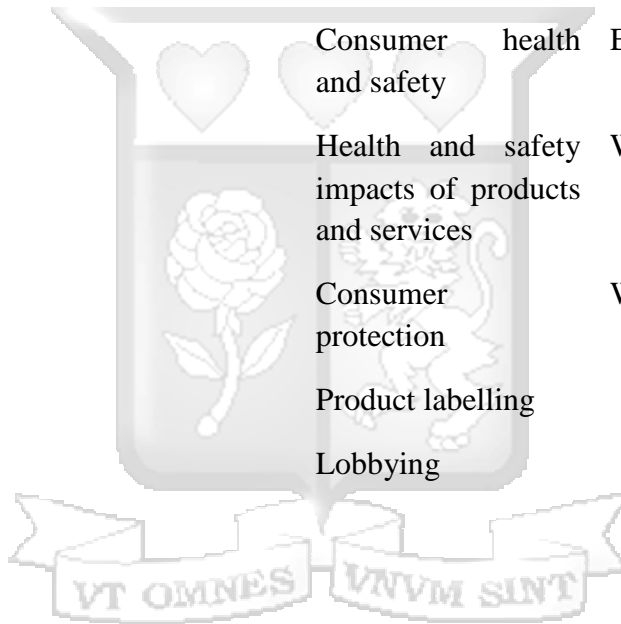 Consumer health E
and safety
Health and safety W
impacts of products
and services
Consumer W
protection
Product labelling
Lobbying
VT OMNES VNVM SINT